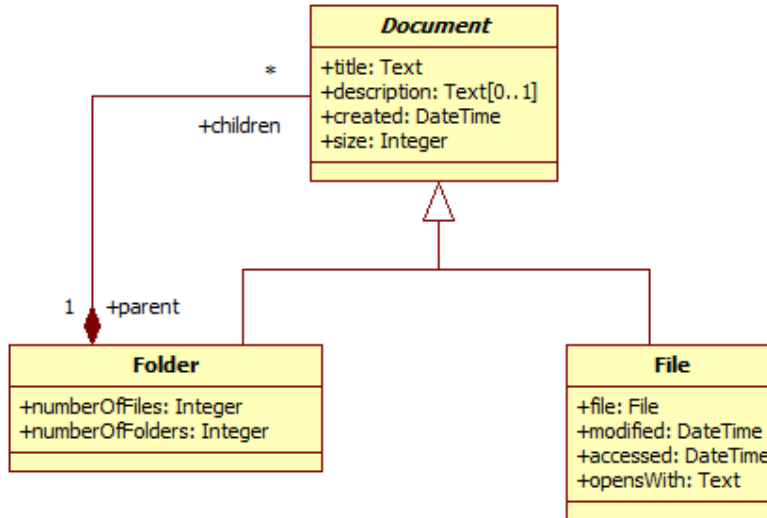 Document
+title: Text
+description: Text[0..1]
+created: DateTime
+size: Integer
*
+children
1 +parent
Folder
+numberOfFiles: Integer
+numberOfFolders: Integer
File
+file: File
+modified: DateTime
+accessed: DateTime
+opensWith: Text